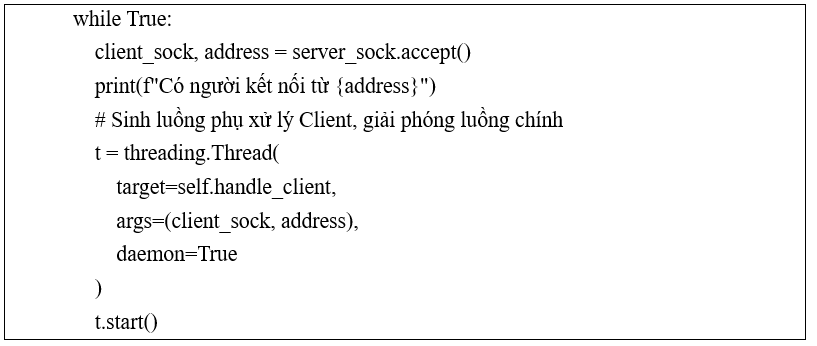 while True:
client_sock, address = server_sock.accept()
print(f"Có người kết nối từ {address}")
# Sinh luồng phụ xử lý Client, giải phóng luồng chính
t = threading.Thread(
target=self.handle_client,
args=(client_sock, address),
daemon=True
)
t.start()